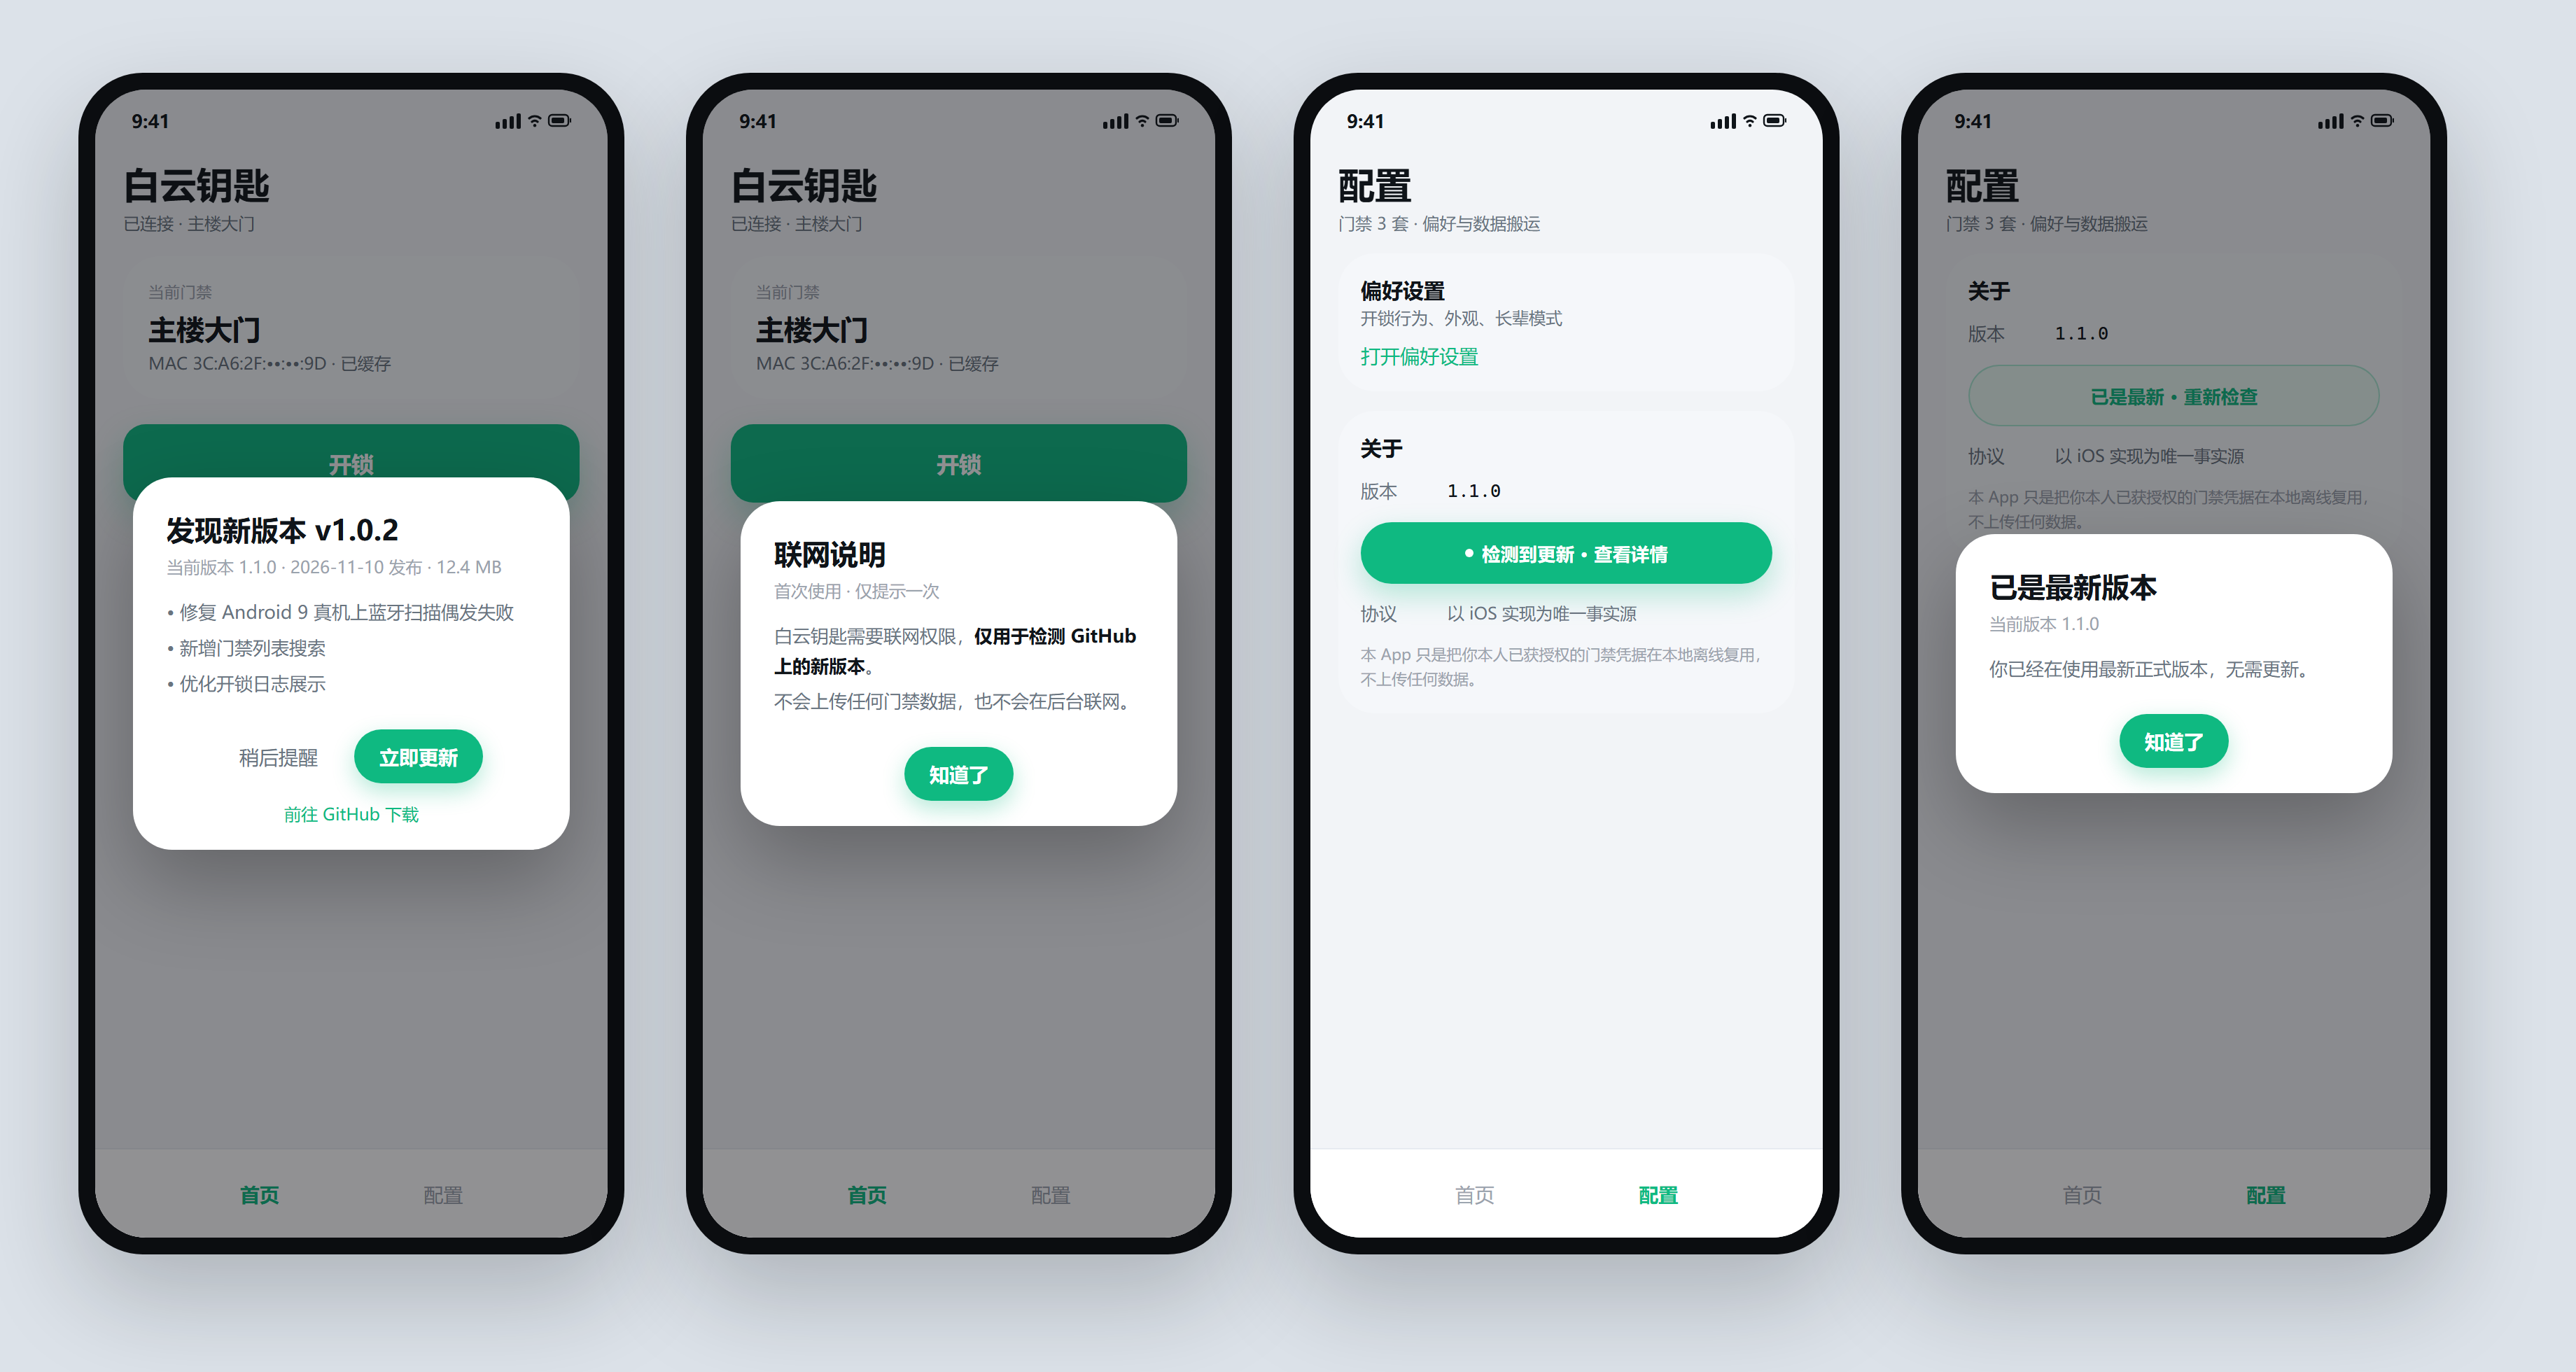 9:41
白云钥匙
已连接 · 主楼大门
当前门禁
主楼大门
MAC 3C:A6:2F:••:••:9D · 已缓存
开锁
发现新版本 v1.0.2
当前版本 1.1.0 · 2026-11-10 发布 · 12.4 MB
• 修复 Android 9 真机上蓝牙扫描偶发失败
• 新增门禁列表搜索
• 优化开锁日志展示
稍后提醒
立即更新
前往 GitHub 下载
首页
配置
9:41
白云钥匙
已连接 · 主楼大门
当前门禁
主楼大门
MAC 3C:A6:2F:••:••:9D · 已缓存
开锁
联网说明
首次使用 · 仅提示一次
白云钥匙需要联网权限，仅用于检测 GitHub
上的新版本。
不会上传任何门禁数据，也不会在后台联网。
知道了
首页
配置
9:41
配置
门禁 3 套 · 偏好与数据搬运
偏好设置
开锁行为、外观、长辈模式
打开偏好设置
关于
版本 1.1.0
• 检测到更新 • 查看详情
协议 以 iOS 实现为唯一事实源
本 App 只是把你本人已获授权的门禁凭据在本地离线复用，
不上传任何数据。
首页
配置
9:41
配置
门禁 3 套 · 偏好与数据搬运
关于
版本 1.1.0
已是最新 • 重新检查
协议 以 iOS 实现为唯一事实源
本 App 只是把你本人已获授权的门禁凭据在本地离线复用，
不上传任何数据。
已是最新版本
当前版本 1.1.0
你已经在使用最新正式版本，无需更新。
知道了
首页
配置